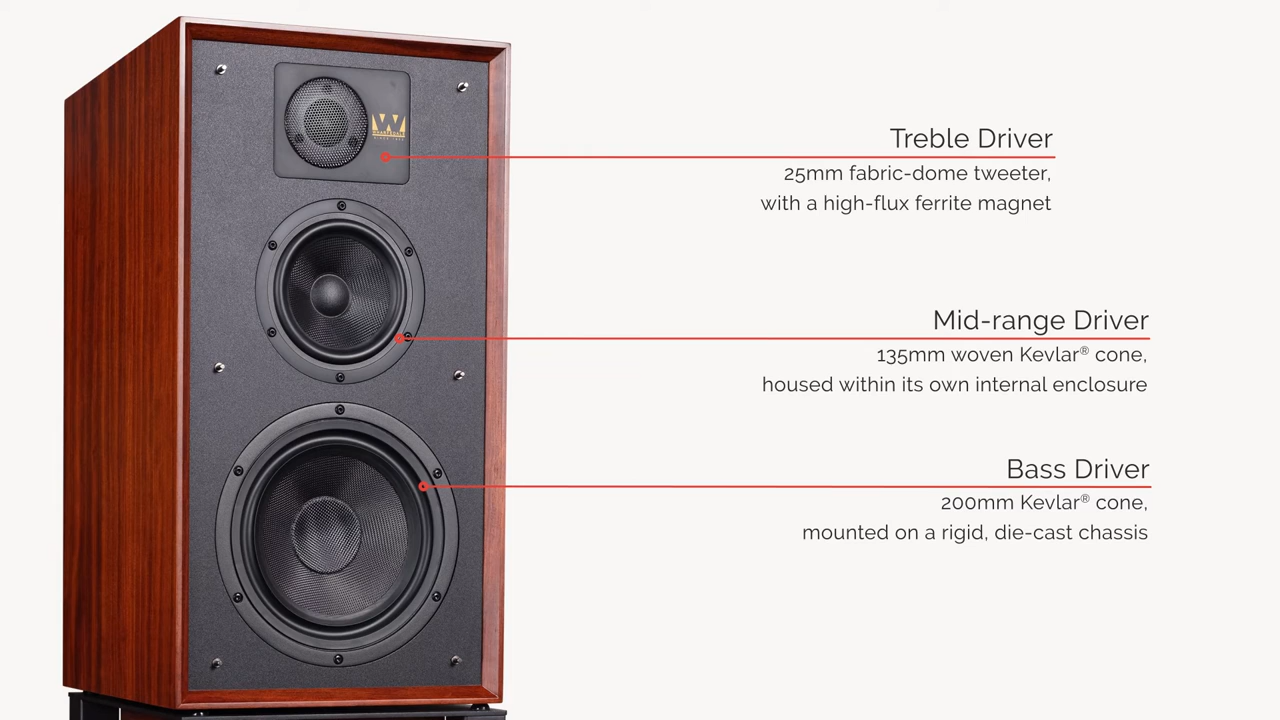 W
WHARFEDALE
Treble Driver
25mm fabric-dome tweeter,
with a high-flux ferrite magnet
Mid-range Driver
135mm woven Kevlar® cone,
housed within its own internal enclosure
Bass Driver
200mm Kevlar® cone,
mounted on a rigid, die-cast chassis